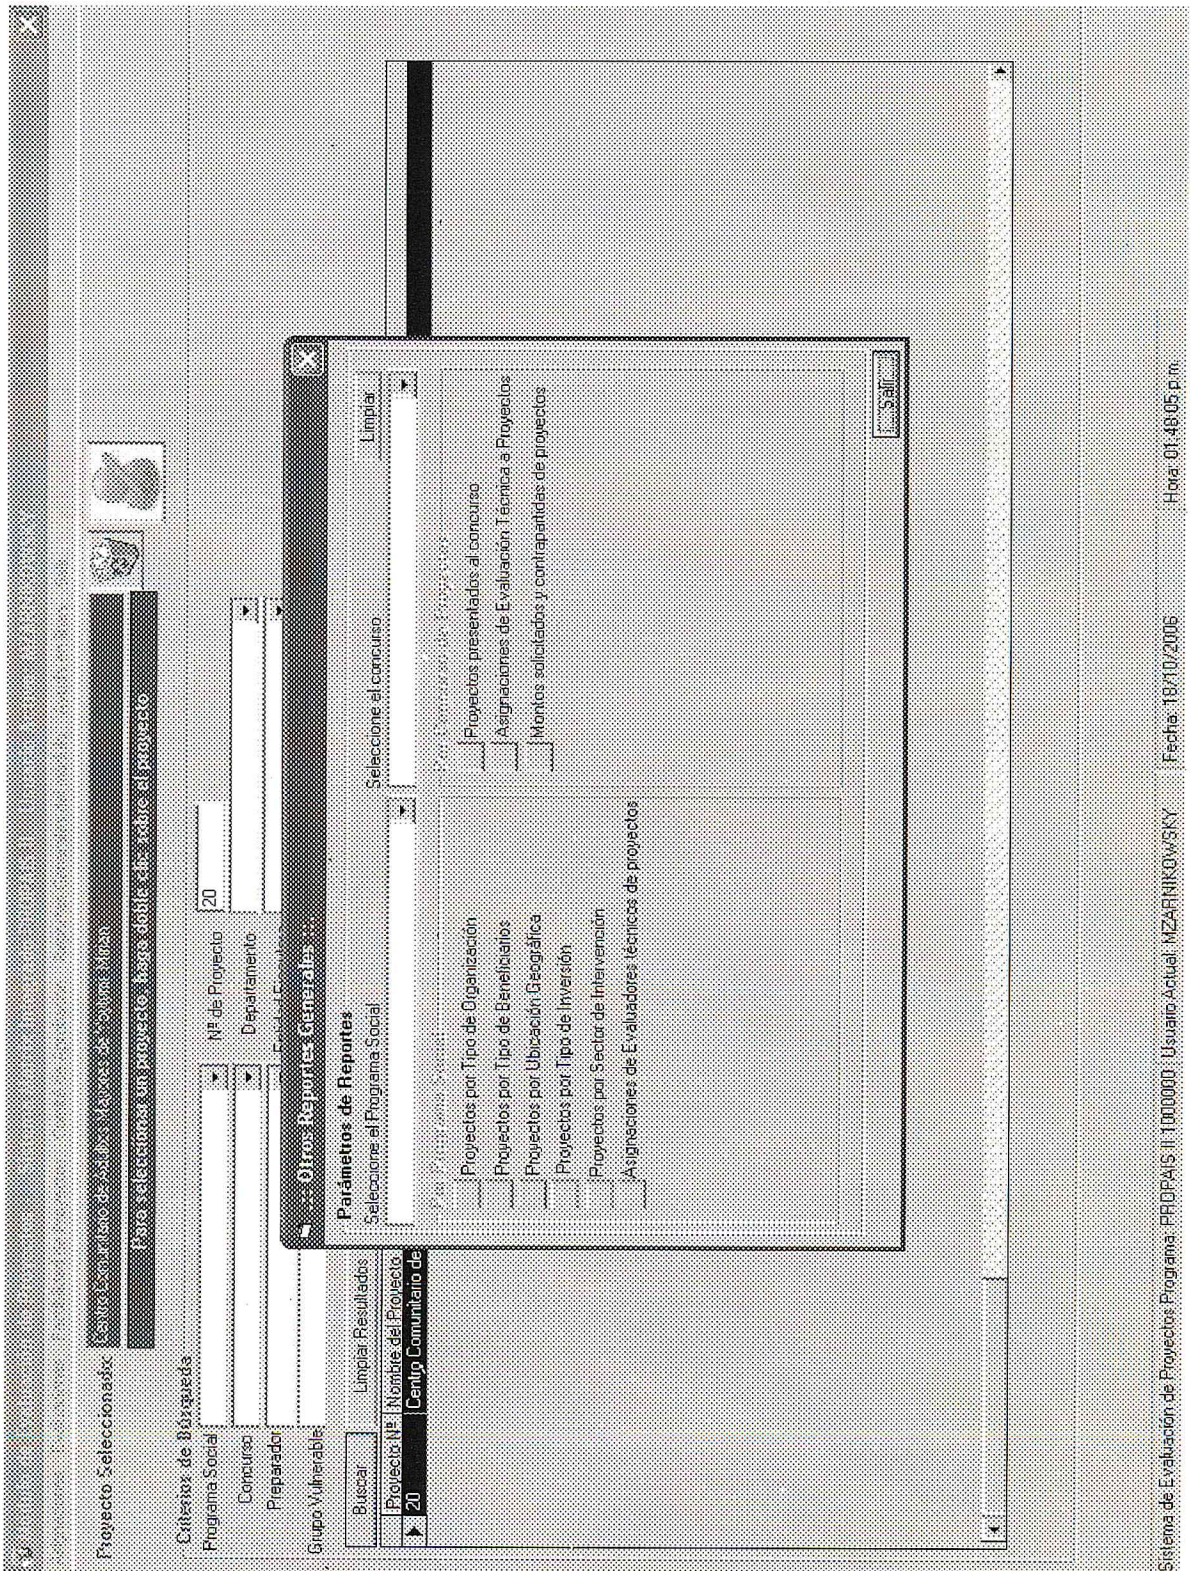 Proyecto Seleccionado:
Para seleccionar un proyecto, haga doble clic sobre el proyecto
Criterios de Búsqueda
Programa Social
Nº de Proyecto 20
Concurso
Departamento
Preparador
Grupo Vulnerable
Buscar
Limpiar Resultados
Proyecto Nº Nombre del Proyecto
20 Centro Comunitario de
Otros Reportes Generales
Parámetros de Reportes
Seleccione el Programa Social
Seleccione el concurso
Limpiar
Proyectos por Tipo de Organización
Proyectos por Tipo de Beneficiarios
Proyectos por Ubicación Geográfica
Proyectos por Tipo de Inversión
Proyectos por Sector de Intervención
Asignaciones de Evaluadores técnicos de proyectos
Proyectos presentados al concurso
Asignaciones de Evaluación Técnica a Proyectos
Montos solicitados y contrapartidas de proyectos
Salir
Sistema de Evaluación de Proyectos Programa: PROPAIS II 1000000 Usuario Actual: MZARNIKOWSKY Fecha: 18/10/2006 Hora: 01:48:05 p.m.